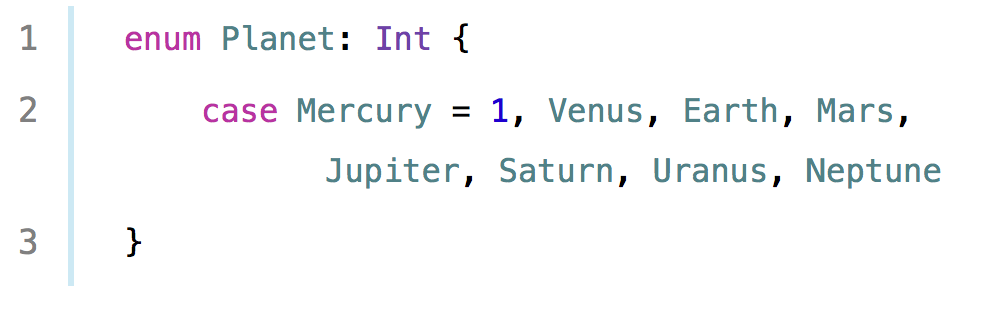 1 enum Planet: Int {
2 case Mercury = 1, Venus, Earth, Mars,
Jupiter, Saturn, Uranus, Neptune
3 }